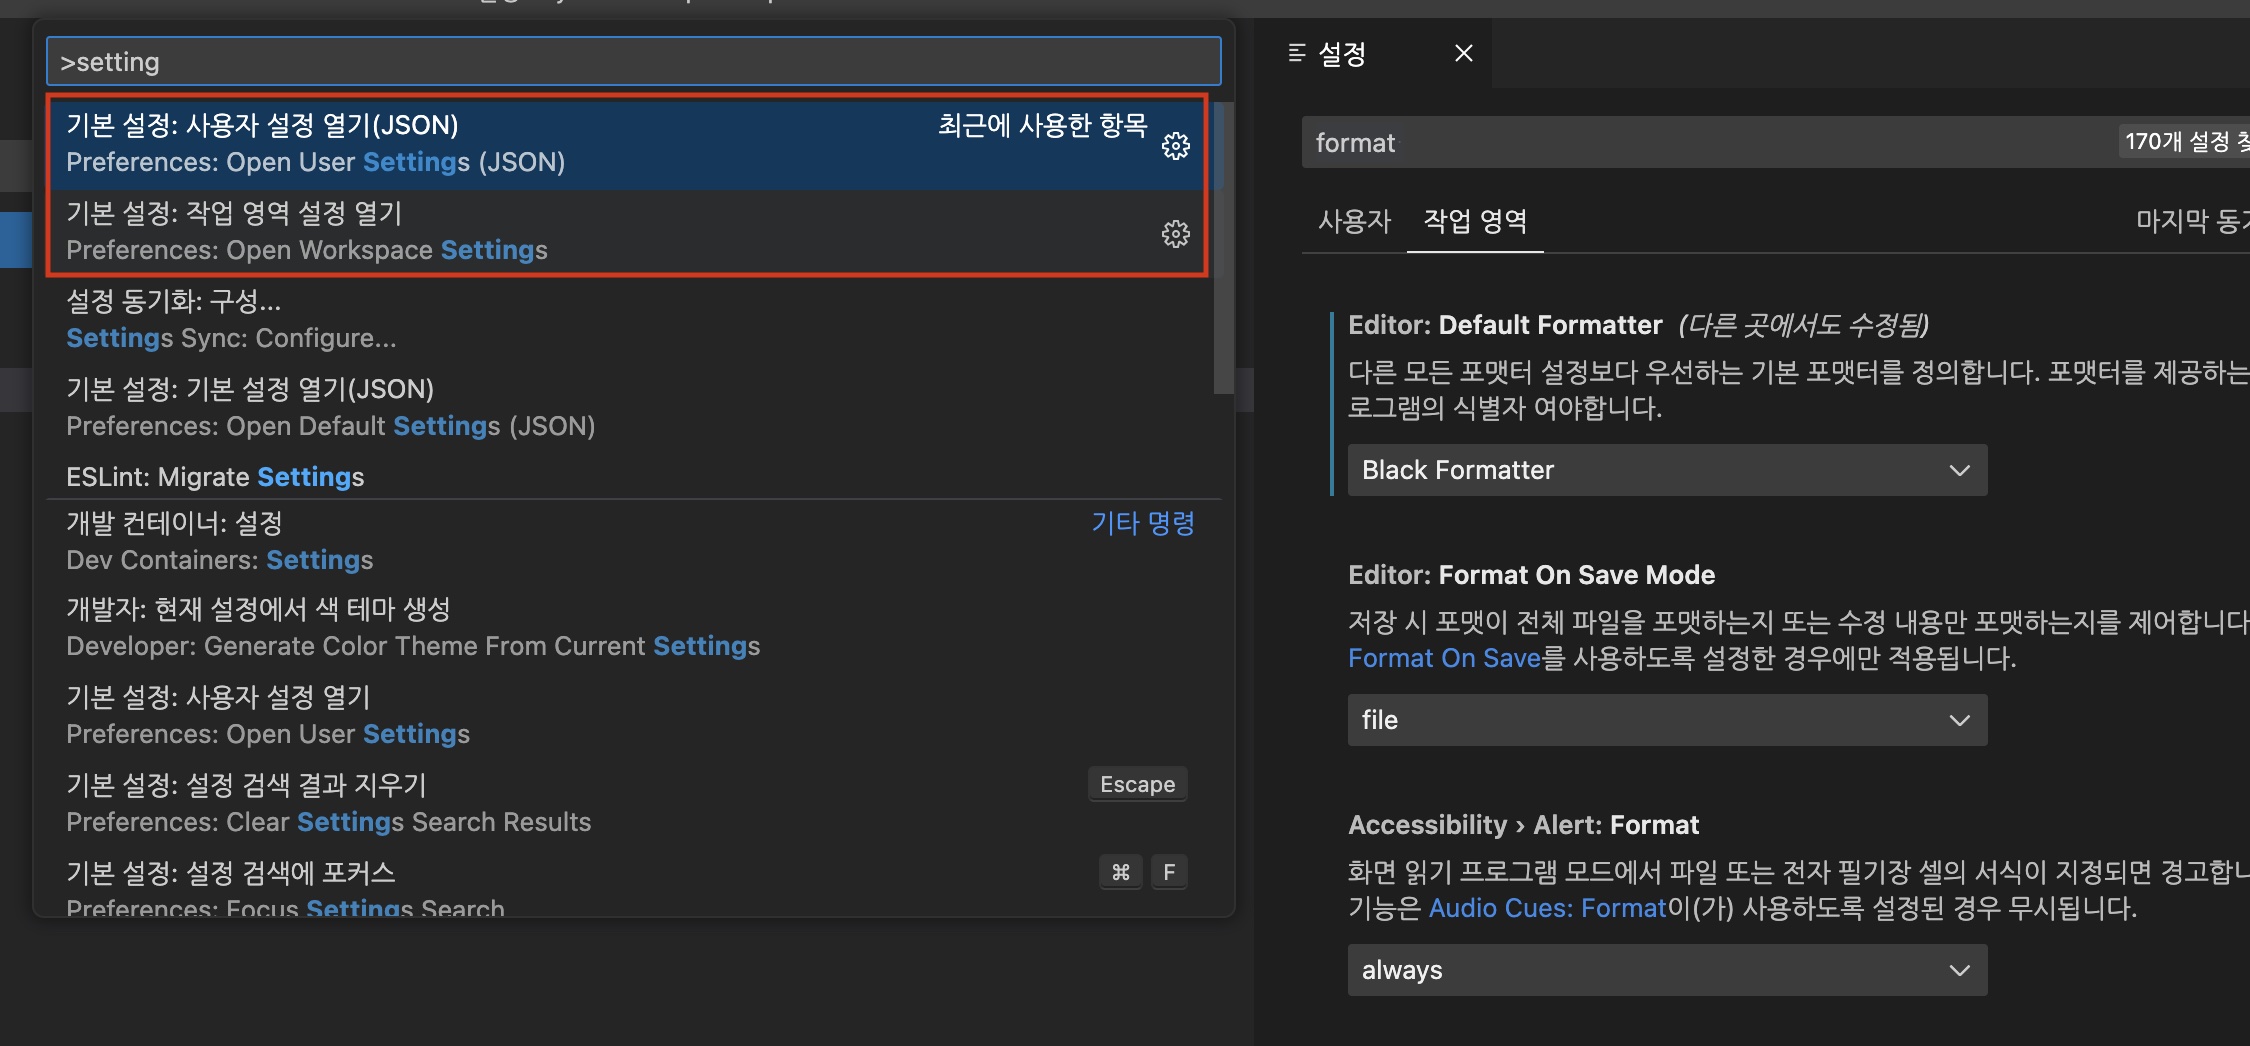 >setting
기본 설정: 사용자 설정 열기(JSON)
최근에 사용한 항목
Preferences: Open User Settings (JSON)
기본 설정: 작업 영역 설정 열기
Preferences: Open Workspace Settings
설정 동기화: 구성...
Settings Sync: Configure...
기본 설정: 기본 설정 열기(JSON)
Preferences: Open Default Settings (JSON)
ESLint: Migrate Settings
개발 컨테이너: 설정
기타 명령
Dev Containers: Settings
개발자: 현재 설정에서 색 테마 생성
Developer: Generate Color Theme From Current Settings
기본 설정: 사용자 설정 열기
Preferences: Open User Settings
기본 설정: 설정 검색 결과 지우기
Escape
Preferences: Clear Settings Search Results
기본 설정: 설정 검색에 포커스
⌘ F
Preferences: Focus Settings Search
설정
format
170개 설정
사용자 작업 영역
마지막
Editor: Default Formatter (다른 곳에서도 수정됨)
다른 모든 포맷터 설정보다 우선하는 기본 포맷터를 정의합니다. 포맷터를 제공하는
로그램의 식별자 여야합니다.
Black Formatter
Editor: Format On Save Mode
저장 시 포맷이 전체 파일을 포맷하는지 또는 수정 내용만 포맷하는지를 제어합니다
Format On Save를 사용하도록 설정한 경우에만 적용됩니다.
file
Accessibility › Alert: Format
화면 읽기 프로그램 모드에서 파일 또는 전자 필기장 셀의 서식이 지정되면
기능은 Audio Cues: Format이(가) 사용하도록 설정된 경우 무시됩니다.
always